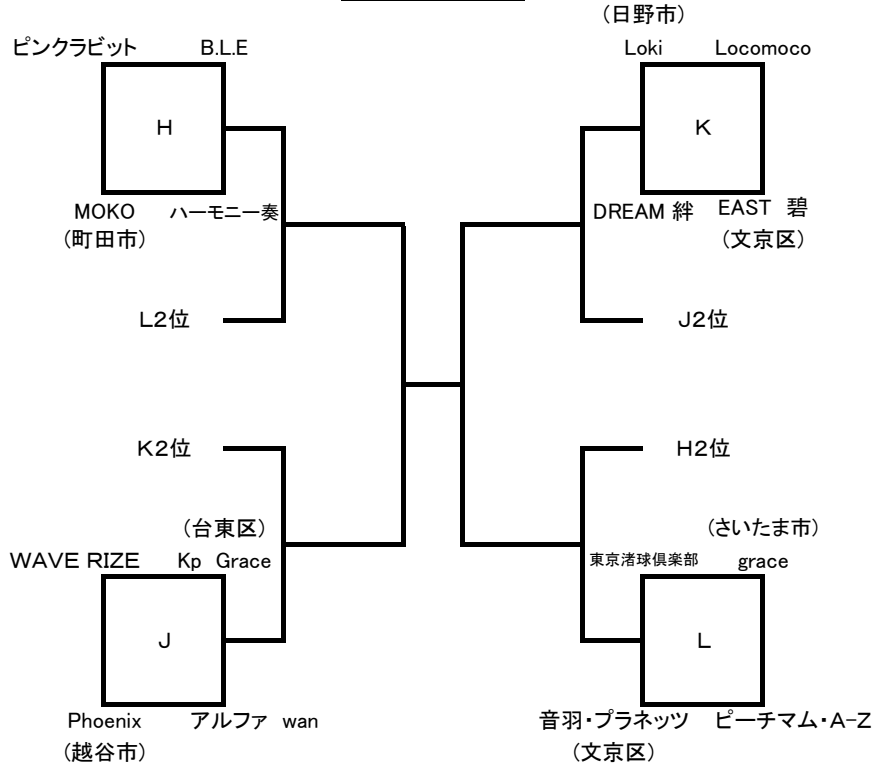 (日野市)
ピンクラビット B.L.E Loki Locomoco
H K
MOKO ハーモニー奏 DREAM 絆 EAST 碧
(町田市) (文京区)
L2位 J2位
K2位 H2位
(台東区) (さいたま市)
WAVE RIZE Kp Grace 東京渚球倶楽部 grace
J L
Phoenix アルファ wan 音羽・プラネッツ ピーチマム・A-Z
(越谷市) (文京区)